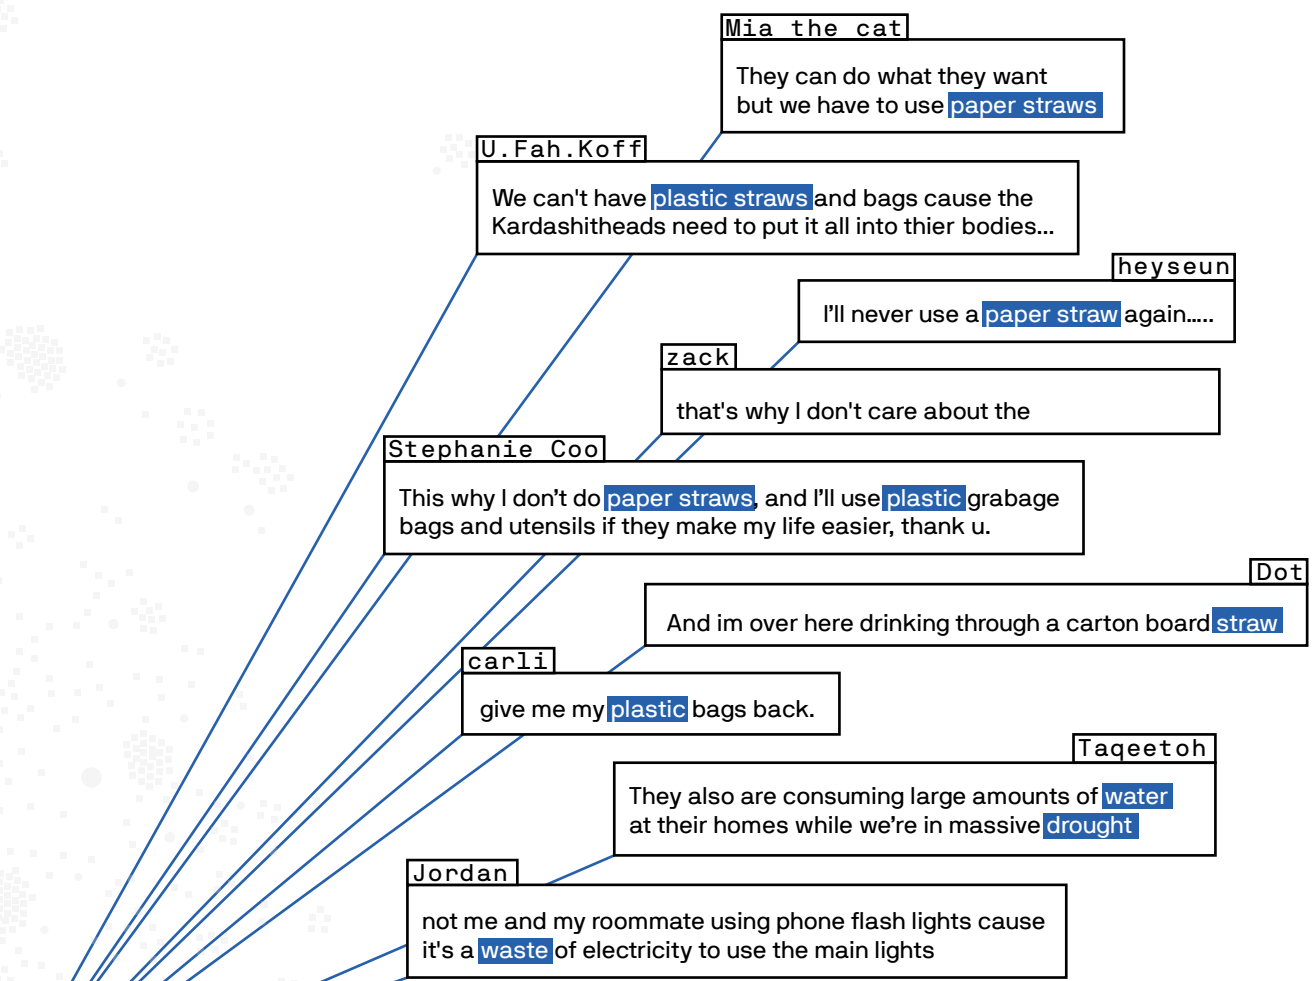 Mia the cat
They can do what they want
but we have to use paper straws
U.Fah.Koff
We can't have plastic straws and bags cause the
Kardashitheads need to put it all into thier bodies...
heyseun
I'll never use a paper straw again.....
zack
that's why I don't care about the
Stephanie Coo
This why I don't do paper straws, and I'll use plastic grabage
bags and utensils if they make my life easier, thank u.
Dot
And im over here drinking through a carton board straw
carli
give me my plastic bags back.
Taqeetoh
They also are consuming large amounts of water
at their homes while we're in massive drought
Jordan
not me and my roommate using phone flash lights cause
it's a waste of electricity to use the main lights